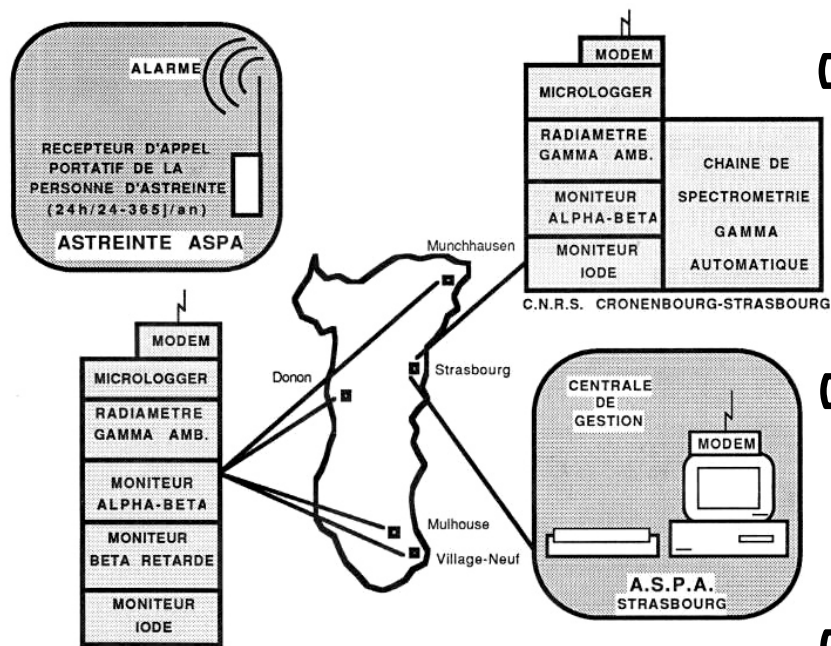 ALARME
RECEPTEUR D'APPEL
PORTATIF DE LA
PERSONNE D'ASTREINTE
(24h/24-365j/an)
ASTREINTE ASPA
MODEM
MICROLOGGER
RADIAMETRE
GAMMA AMB.
MONITEUR
ALPHA-BETA
MONITEUR
IODE
CHAINE DE
SPECTROMETRIE
GAMMA
AUTOMATIQUE
C.N.R.S. CRONENBOURG-STRASBOURG
Munchhausen
Strasbourg
Donon
Mulhouse
Village-Neuf
MODEM
MICROLOGGER
RADIAMETRE
GAMMA AMB.
MONITEUR
ALPHA-BETA
MONITEUR
BETA RETARDE
MONITEUR
IODE
CENTRALE
DE
GESTION
MODEM
A.S.P.A.
STRASBOURG